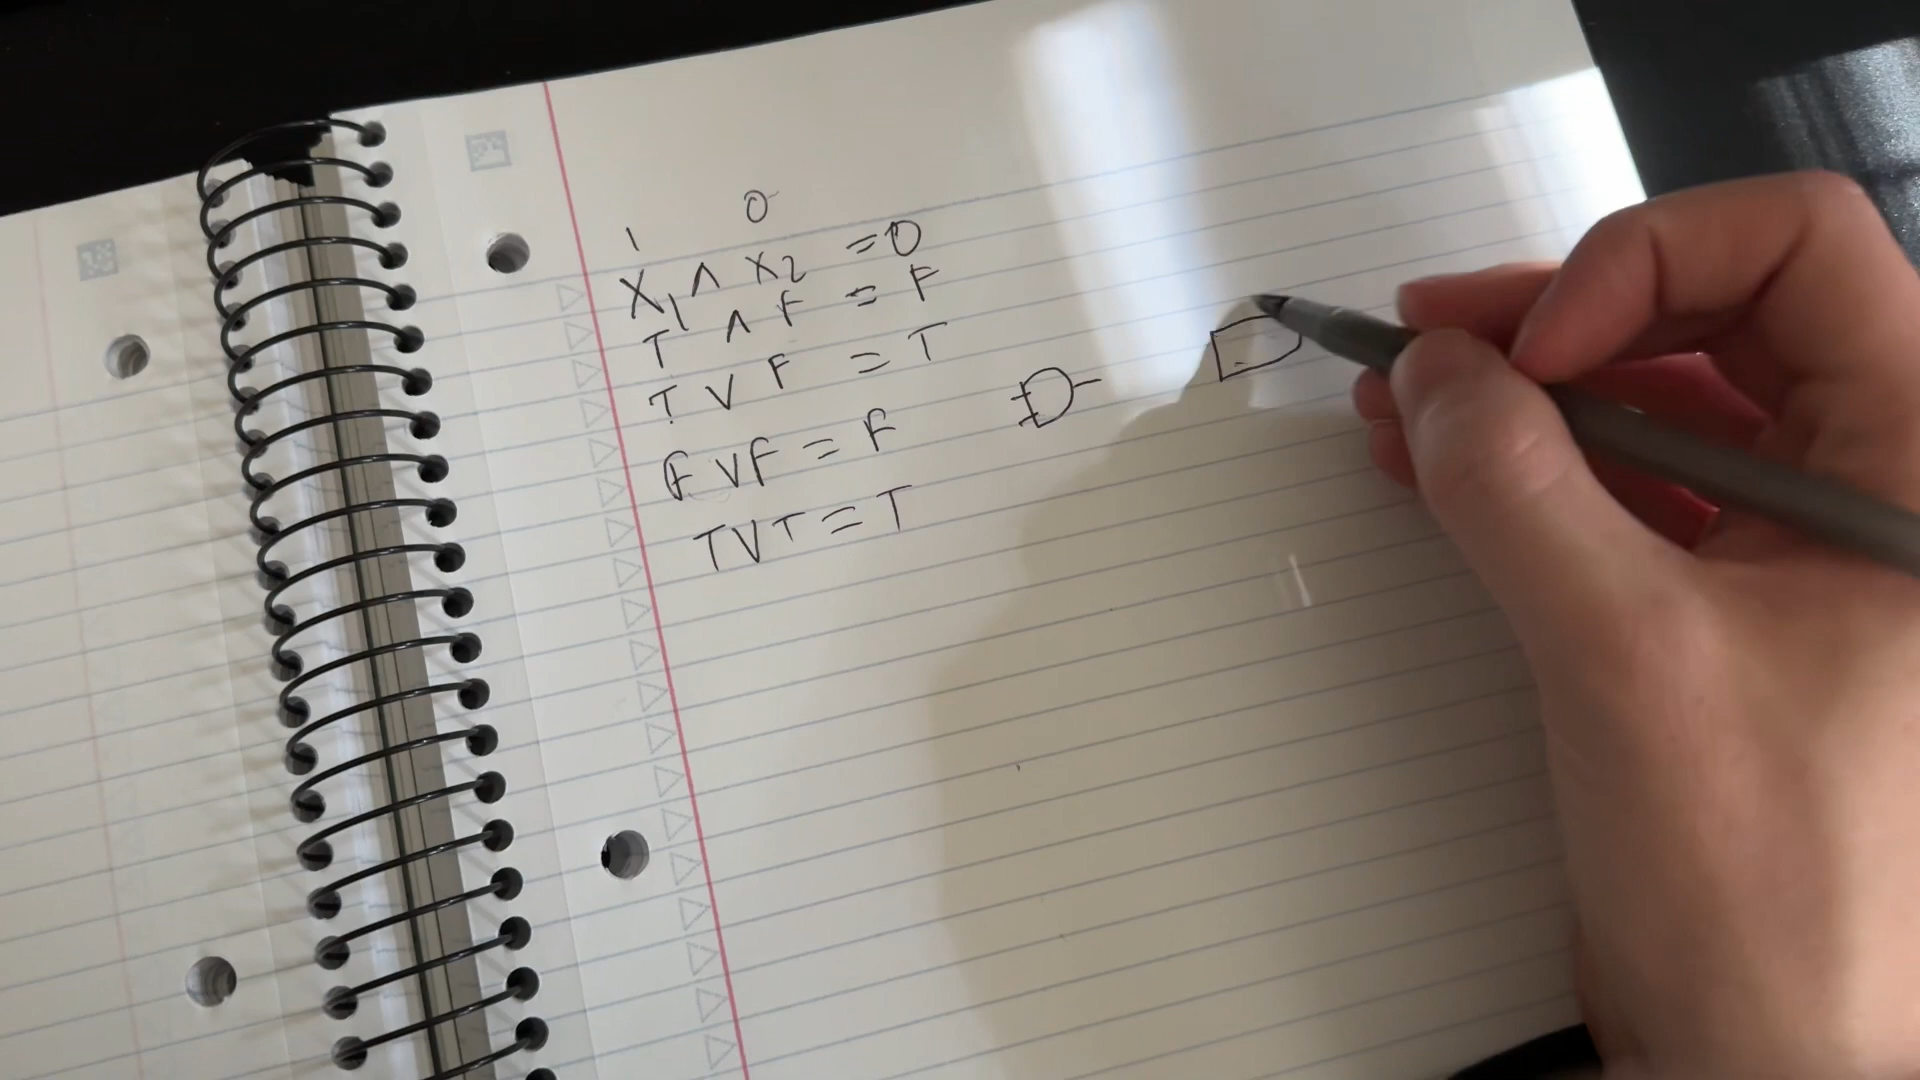 1 0
X₁ ∧ X₂ = 0
T ∧ F = F
T ∨ F = T
F ∨ F = F
T ∨ T = T